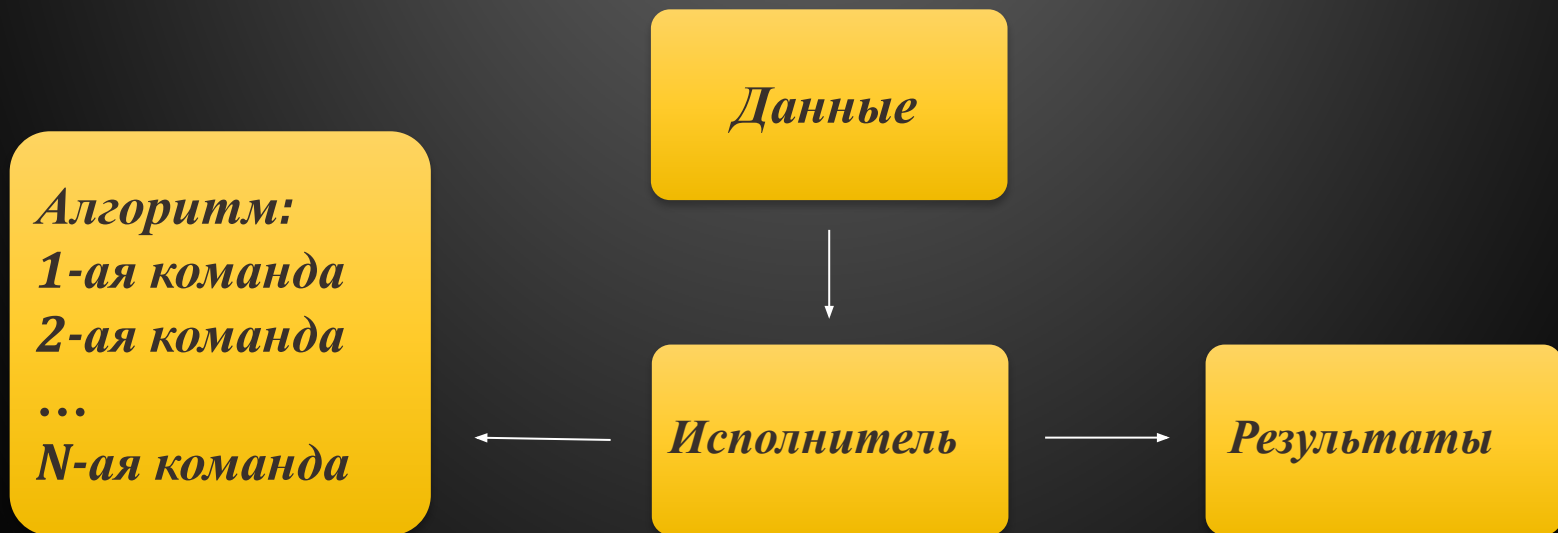 Данные
Алгоритм:
1-ая команда
2-ая команда
...
N-ая команда
Исполнитель
Результаты